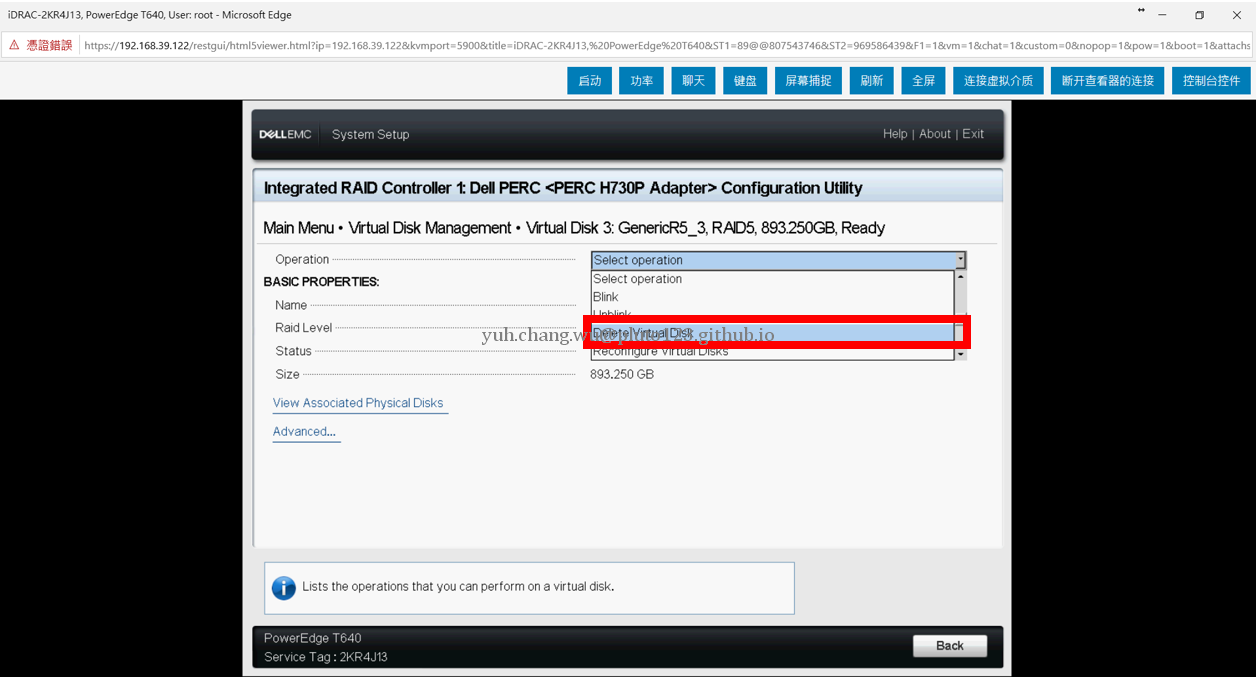 iDRAC-2KR4J13, PowerEdge T640, User: root - Microsoft Edge
憑證錯誤 https://192.168.39.122/restgui/html5viewer.html?ip=192.168.39.122&kvmport=5900&title=iDRAC-2KR4J13,%20PowerEdge%20T640&ST1=89@@807543746&ST2=969586439&F1=1&vm=1&chat=1&custom=0&nopop=1&pow=1&boot=1&attachs
启动 功率 聊天 键盘 屏幕捕捉 刷新 全屏 连接虚拟介质 断开查看器的连接 控制台控件
DELLEMC System Setup Help | About | Exit
Integrated RAID Controller 1: Dell PERC <PERC H730P Adapter> Configuration Utility
Main Menu • Virtual Disk Management • Virtual Disk 3: GenericR5_3, RAID5, 893.250GB, Ready
Operation Select operation
BASIC PROPERTIES: Select operation
Name Blink
Unblink
Raid Level Delete Virtual Disk
yuh.chang.wu@pluto123.github.io
Status Reconfigure Virtual Disks
Size 893.250 GB
View Associated Physical Disks
Advanced...
Lists the operations that you can perform on a virtual disk.
PowerEdge T640
Service Tag : 2KR4J13
Back